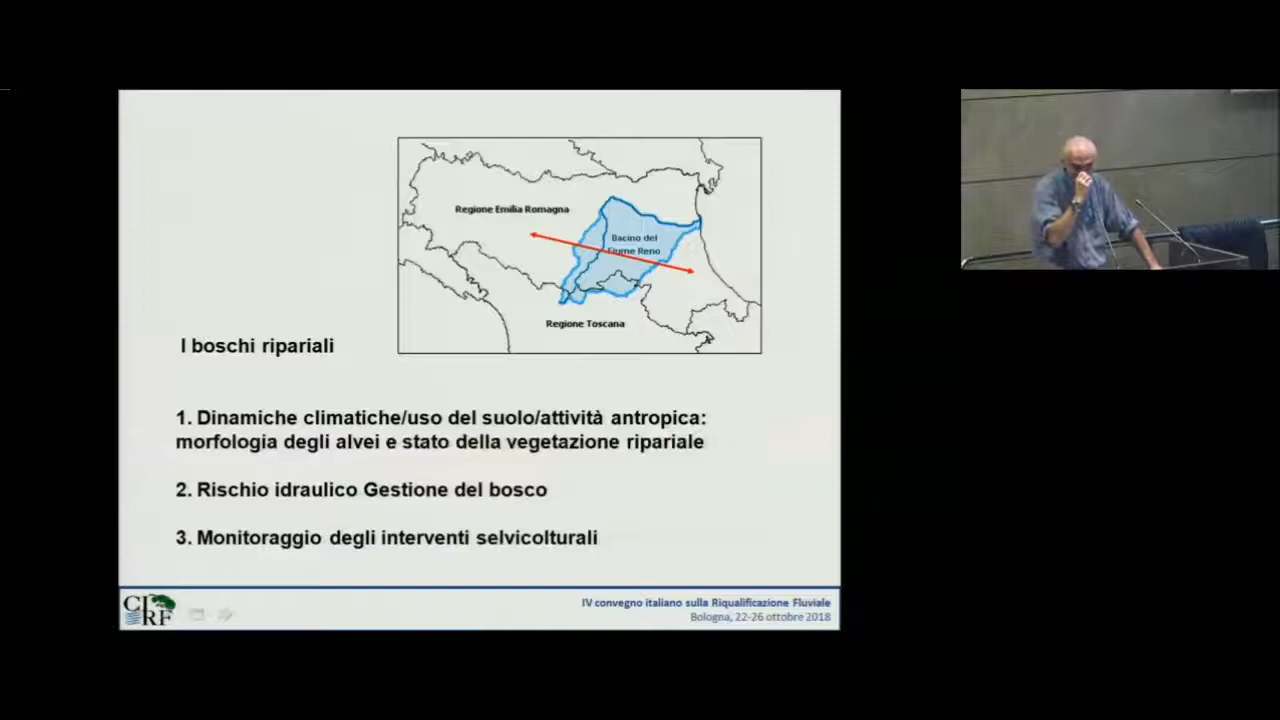 Regione Emilia Romagna
Bacino del
Fiume Reno
Regione Toscana
I boschi ripariali
1. Dinamiche climatiche/uso del suolo/attività antropica:
morfologia degli alvei e stato della vegetazione ripariale
2. Rischio idraulico Gestione del bosco
3. Monitoraggio degli interventi selvicolturali
CIRF
IV convegno italiano sulla Riqualificazione Fluviale
Bologna, 22-26 ottobre 2018